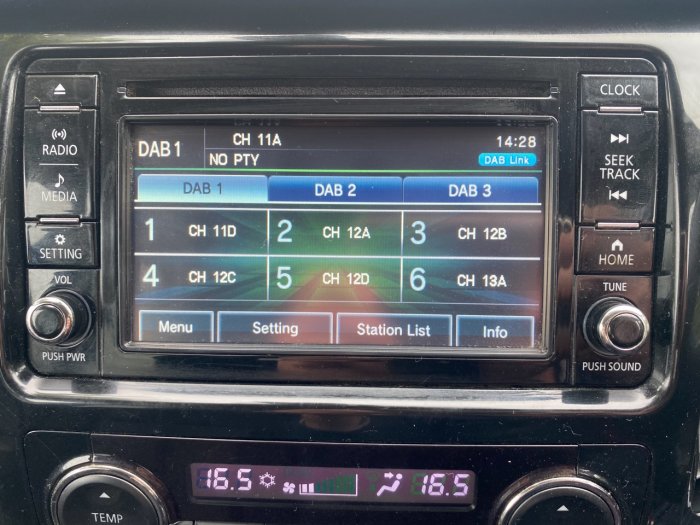 CLOCK
RADIO
MEDIA
SETTING
VOL
PUSH PWR
DAB1 CH 11A 14:28
NO PTY DAB Link
DAB 1 DAB 2 DAB 3
1 CH 11D 2 CH 12A 3 CH 12B
4 CH 12C 5 CH 12D 6 CH 13A
Menu Setting Station List Info
SEEK
TRACK
HOME
TUNE
PUSH SOUND
16.5 16.5
TEMP